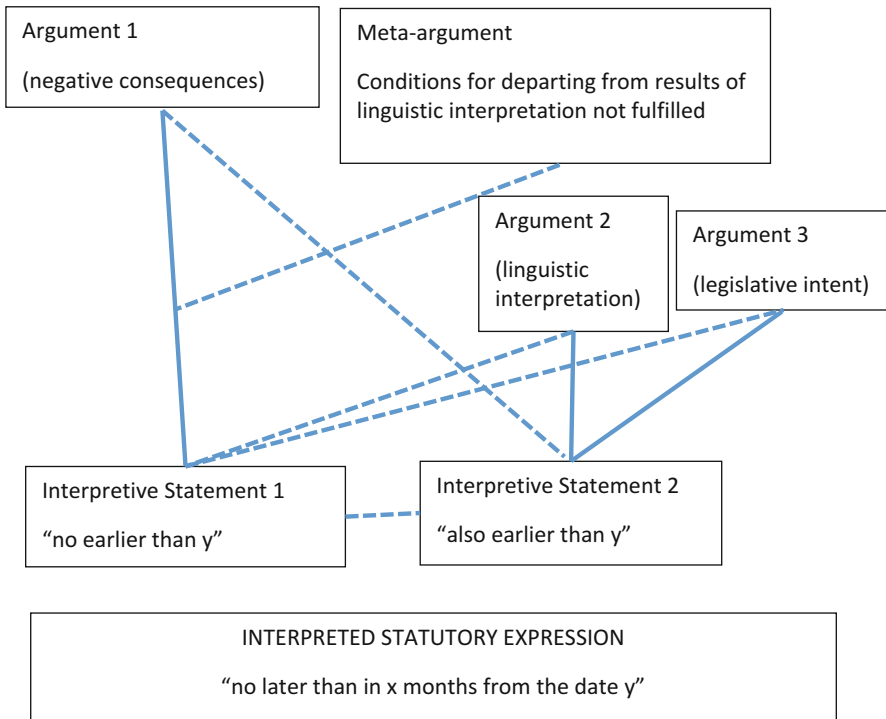 Argument 1
(negative consequences)
Meta-argument
Conditions for departing from results of
linguistic interpretation not fulfilled
Argument 2
(linguistic
interpretation)
Argument 3
(legislative intent)
Interpretive Statement 1
“no earlier than y”
Interpretive Statement 2
“also earlier than y”
INTERPRETED STATUTORY EXPRESSION
“no later than in x months from the date y”